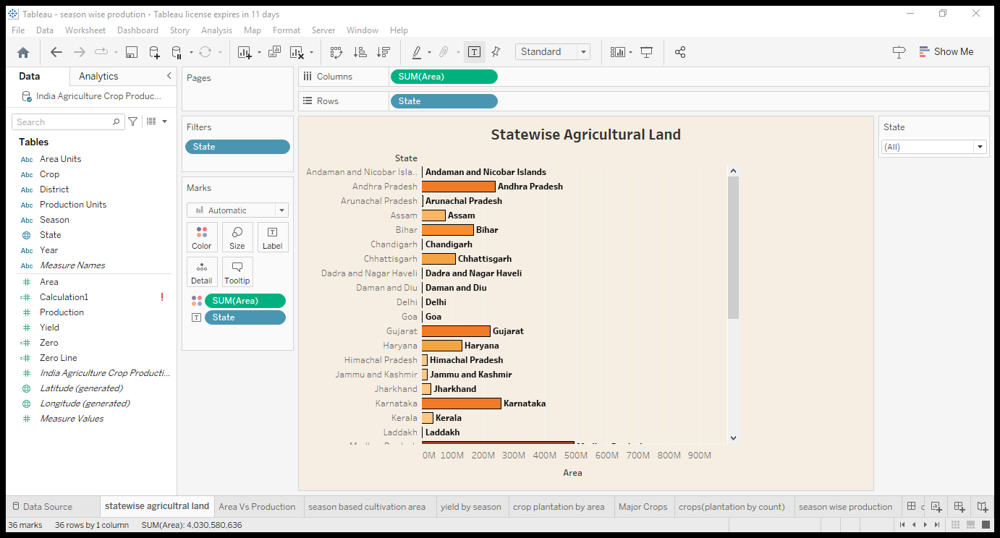 Tableau - season wise prodution - Tableau license expires in 11 days
File Data Worksheet Dashboard Story Analysis Map Format Server Window Help
T Standard Show Me
Data Analytics
India Agriculture Crop Produc...
Search
Tables
Abc Area Units
Abc Crop
Abc District
Abc Production Units
Abc Season
State
Abc Year
Abc Measure Names
# Area
=# Calculation1 !
# Production
# Yield
=# Zero
=# Zero Line
# India Agriculture Crop Producti...
Latitude (generated)
Longitude (generated)
# Measure Values
Pages
Filters
State
Marks
Automatic
Color Size Label
Detail Tooltip
SUM(Area)
State
Columns SUM(Area)
Rows State
Statewise Agricultural Land
State
Andaman and Nicobar Isla.. Andaman and Nicobar Islands
Andhra Pradesh Andhra Pradesh
Arunachal Pradesh Arunachal Pradesh
Assam Assam
Bihar Bihar
Chandigarh Chandigarh
Chhattisgarh Chhattisgarh
Dadra and Nagar Haveli Dadra and Nagar Haveli
Daman and Diu Daman and Diu
Delhi Delhi
Goa Goa
Gujarat Gujarat
Haryana Haryana
Himachal Pradesh Himachal Pradesh
Jammu and Kashmir Jammu and Kashmir
Jharkhand Jharkhand
Karnataka Karnataka
Kerala Kerala
Laddakh Laddakh
0M 100M 200M 300M 400M 500M 600M 700M 800M 900M
Area
State
(All)
Data Source statewise agricultral land Area Vs Production season based cultivation area yield by season crop plantation by area Major Crops crops(plantation by count) season wise production
36 marks 36 rows by 1 column SUM(Area): 4,030,580,636